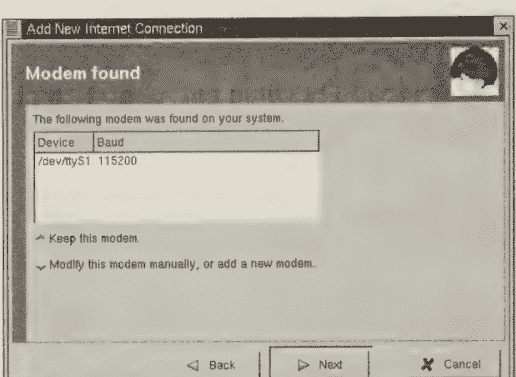 Add New Internet Connection
Modem found
The following modem was found on your system.
Device Baud
/dev/ttyS1 115200
Keep this modem.
Modify this modem manually, or add a new modem.
Back Next Cancel